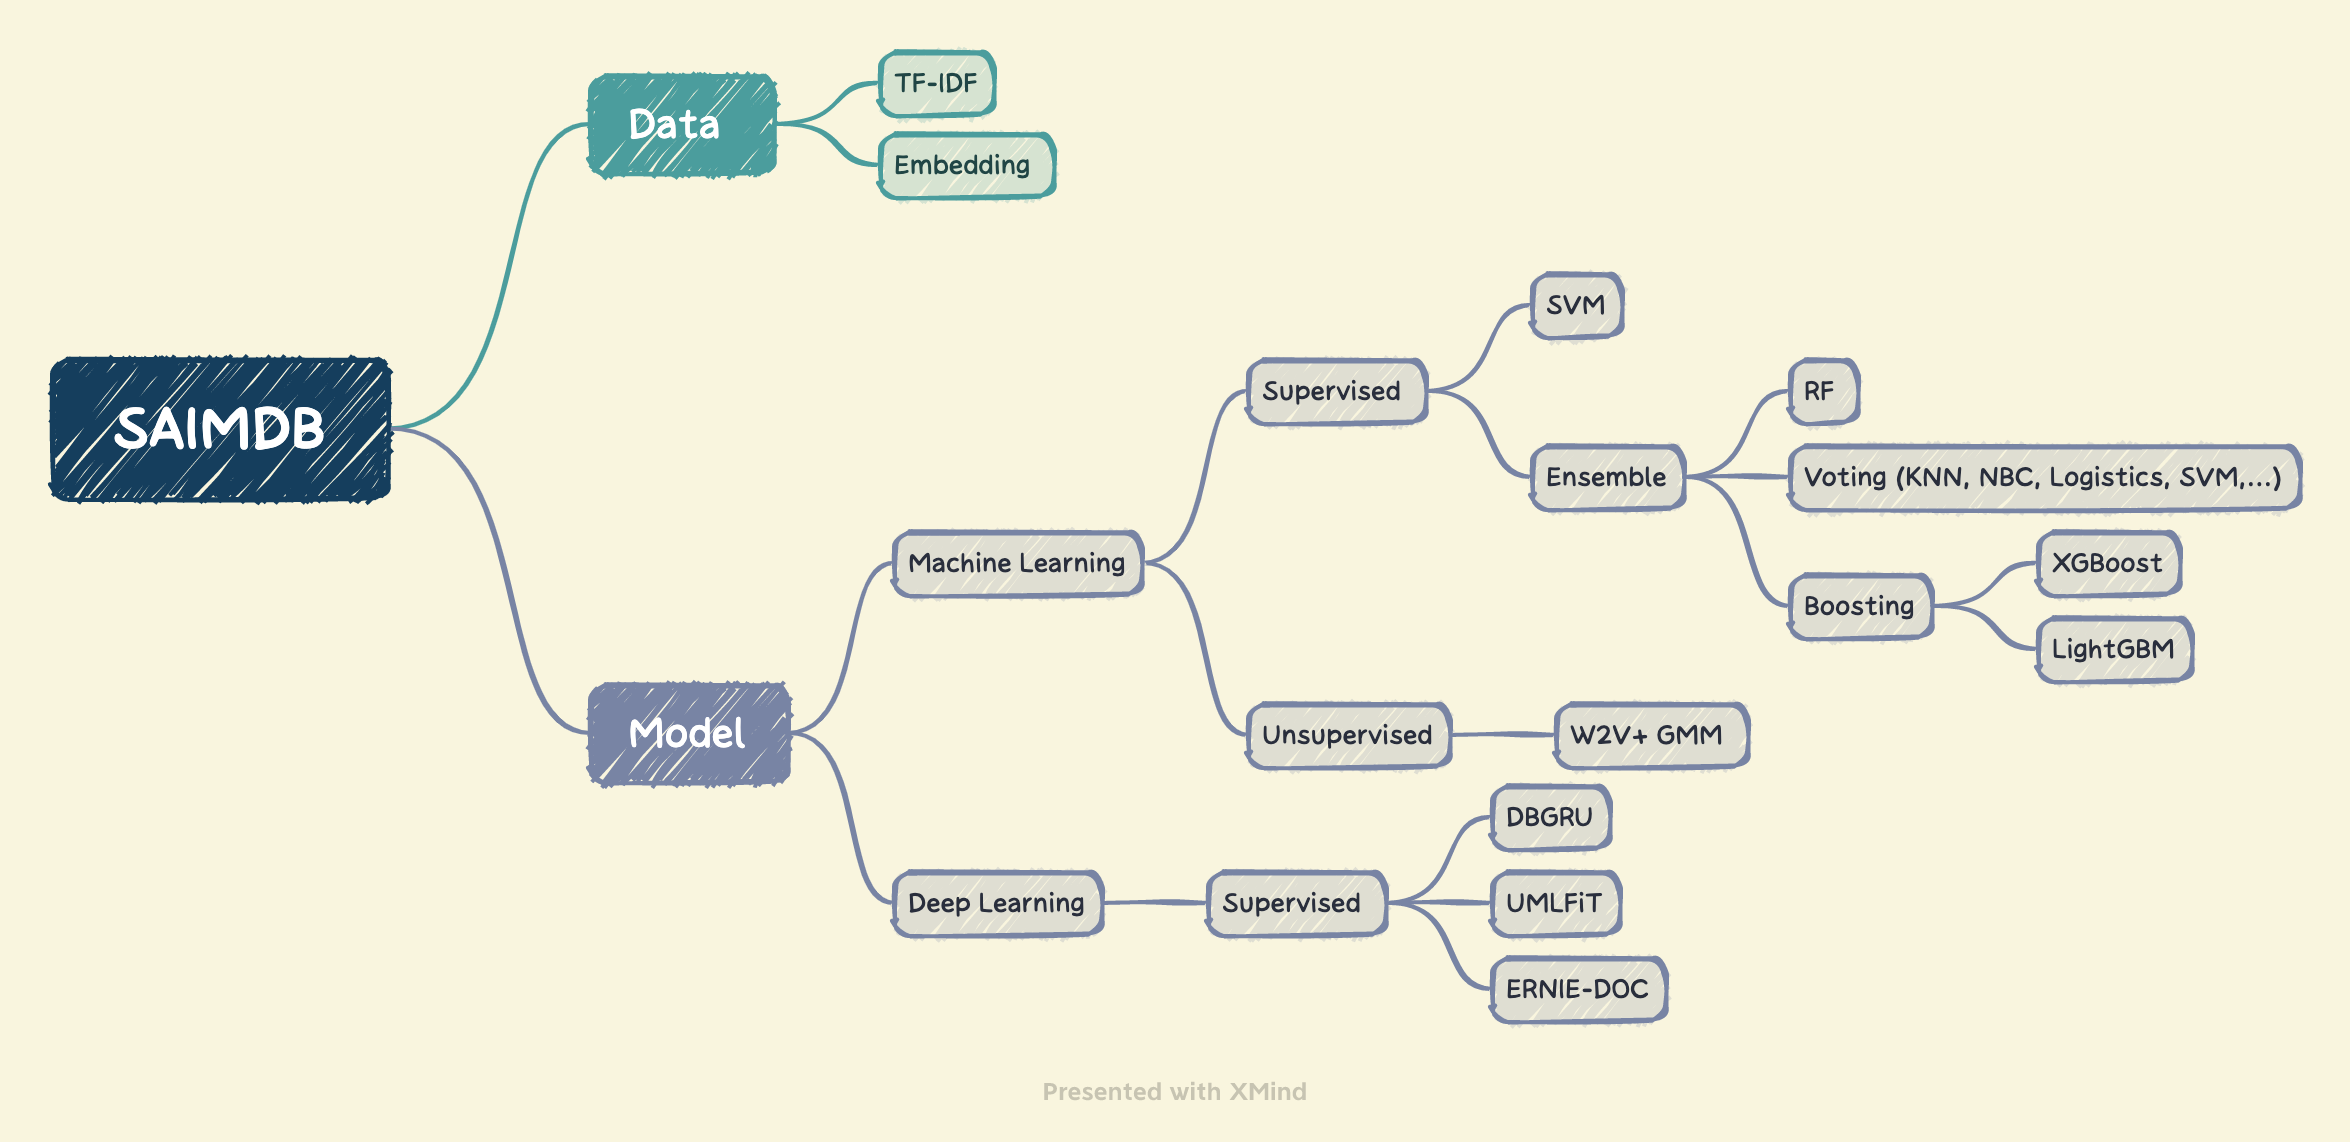 SAIMDB
Data
TF-IDF
Embedding
Model
Machine Learning
Supervised
SVM
Ensemble
RF
Voting (KNN, NBC, Logistics, SVM,...)
Boosting
XGBoost
LightGBM
Unsupervised
W2V+ GMM
Deep Learning
Supervised
DBGRU
UMLFiT
ERNIE-DOC
Presented with XMind